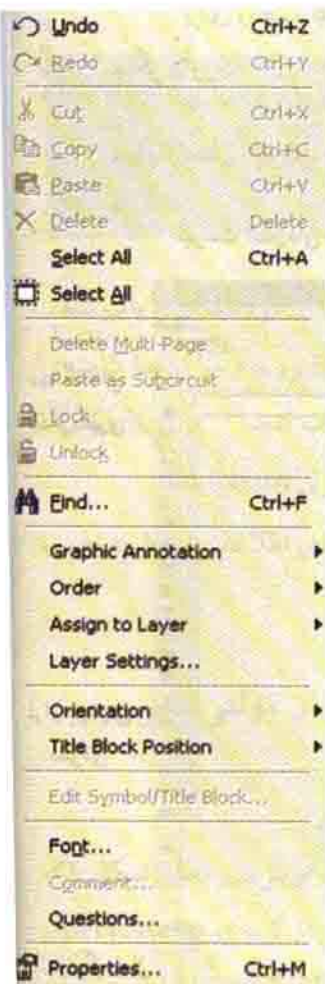 Undo Ctrl+Z
Redo Ctrl+Y
Cut Ctrl+X
Copy Ctrl+C
Paste Ctrl+V
Delete Delete
Select All Ctrl+A
Select All
Delete Multi-Page
Paste as Subcircuit
Lock
Unlock
Find... Ctrl+F
Graphic Annotation
Order
Assign to Layer
Layer Settings...
Orientation
Title Block Position
Edit Symbol/Title Block...
Font...
Comment...
Questions...
Properties... Ctrl+M